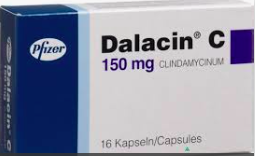 Pfizer
Dalacin® C
150 mg CLINDAMYCINUM
16 Kapseln/Capsules